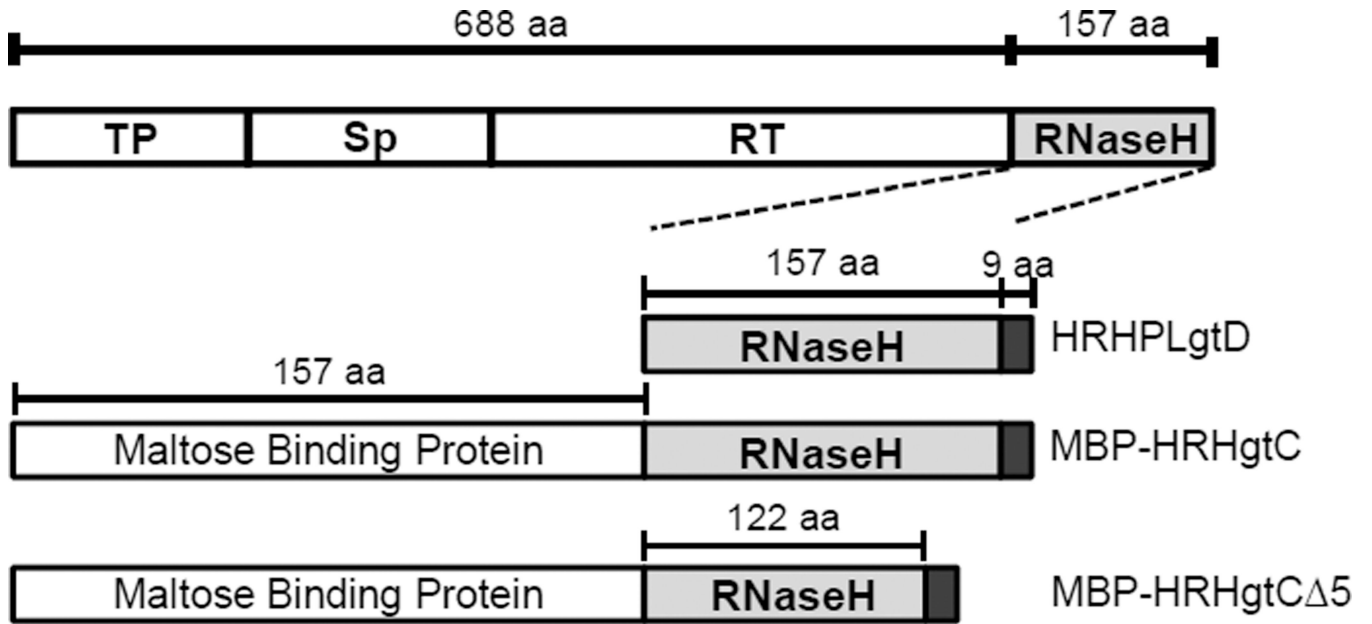 688 aa 157 aa
TP Sp RT RNaseH
157 aa 9 aa
RNaseH HRHPLgtD
157 aa
Maltose Binding Protein RNaseH MBP-HRHgtC
122 aa
Maltose Binding Protein RNaseH MBP-HRHgtCΔ5